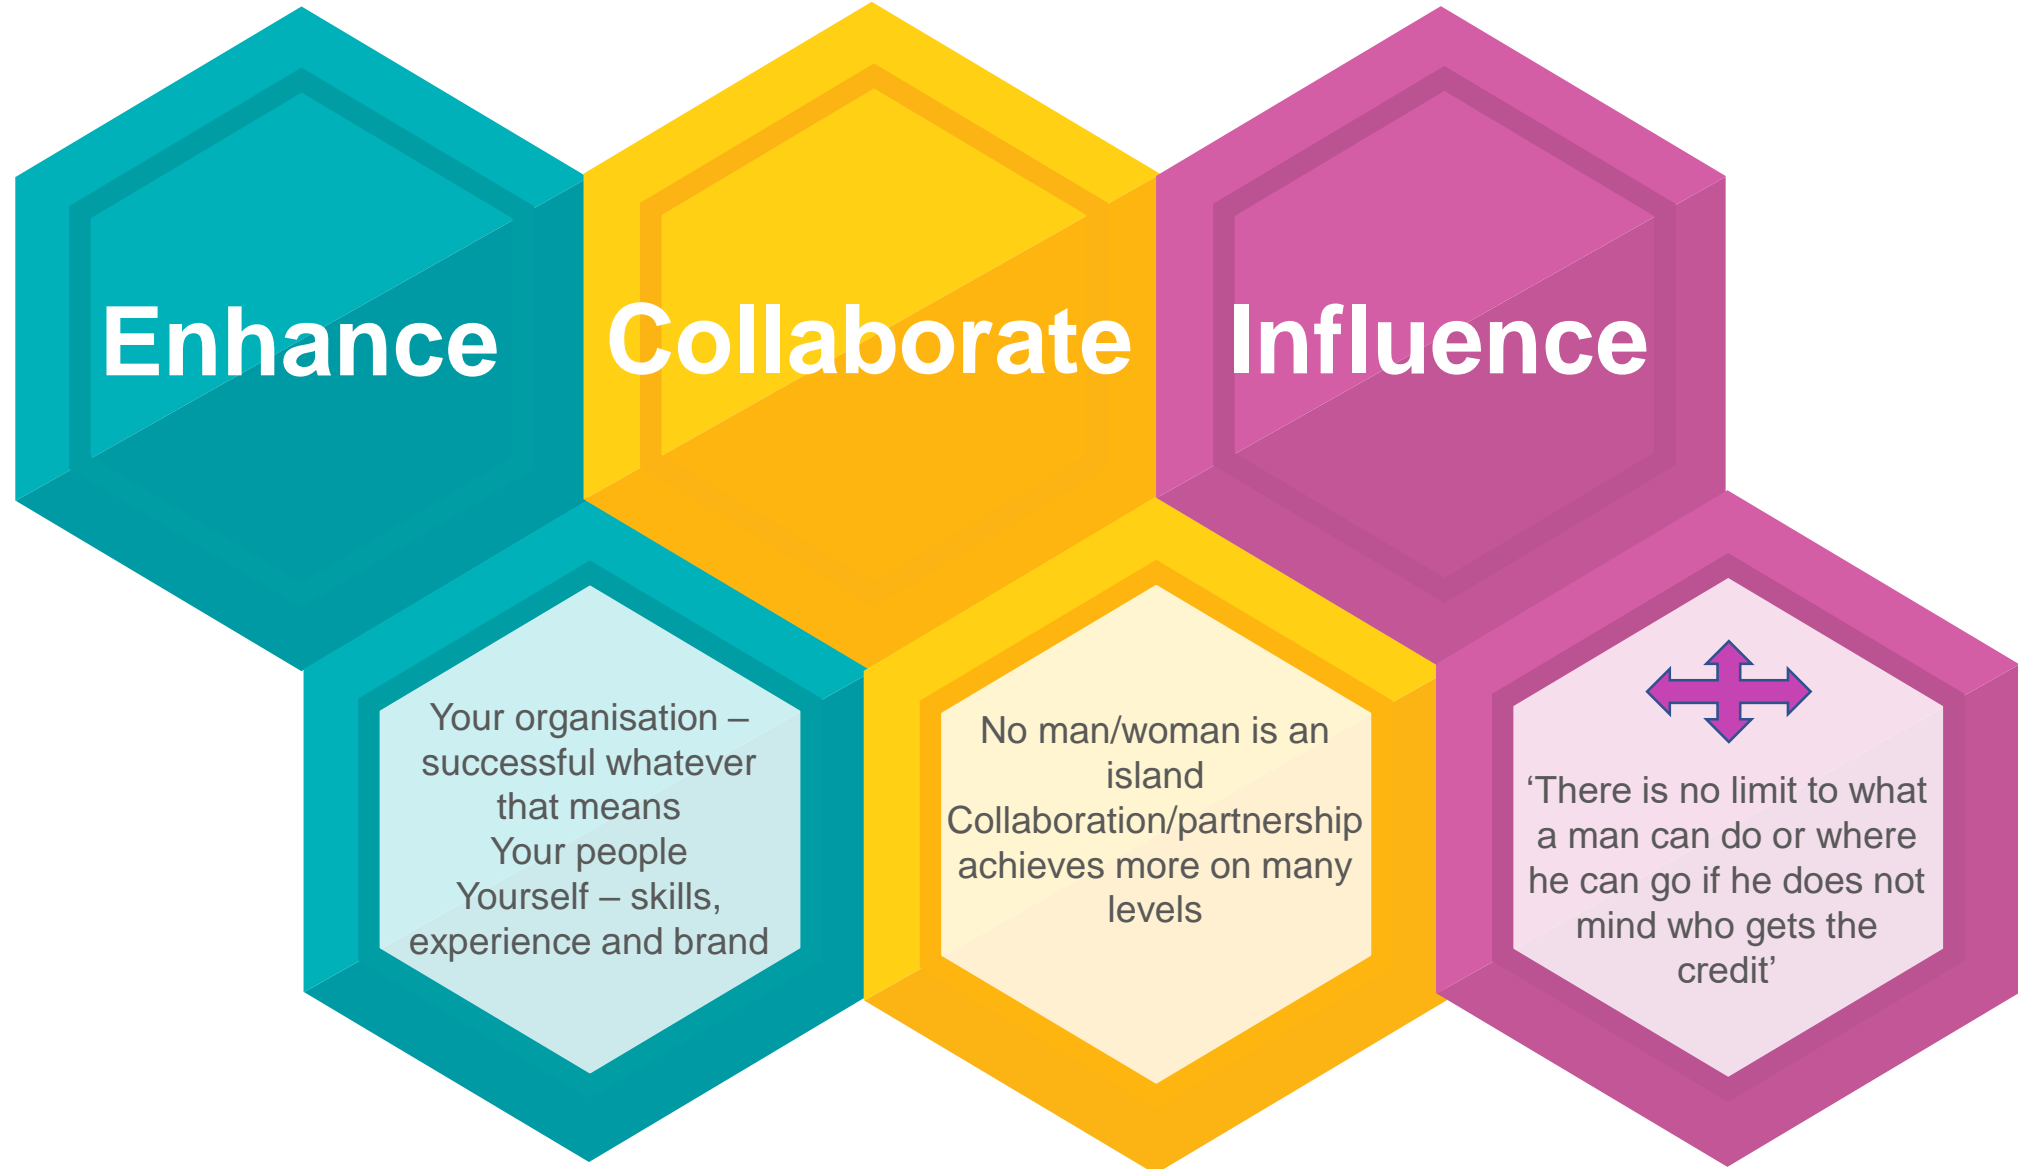 Enhance
Collaborate
Influence
Your organisation –
successful whatever
that means
Your people
Yourself – skills,
experience and brand
No man/woman is an
island
Collaboration/partnership
achieves more on many
levels
‘There is no limit to what
a man can do or where
he can go if he does not
mind who gets the
credit’